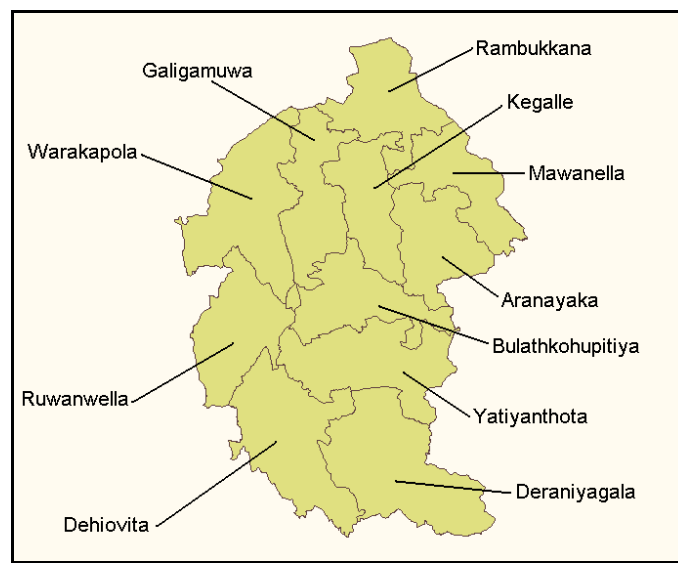 Rambukkana
Galigamuwa
Kegalle
Warakapola
Mawanella
Aranayaka
Bulathkohupitiya
Ruwanwella
Yatiyanthota
Deraniyagala
Dehiovita